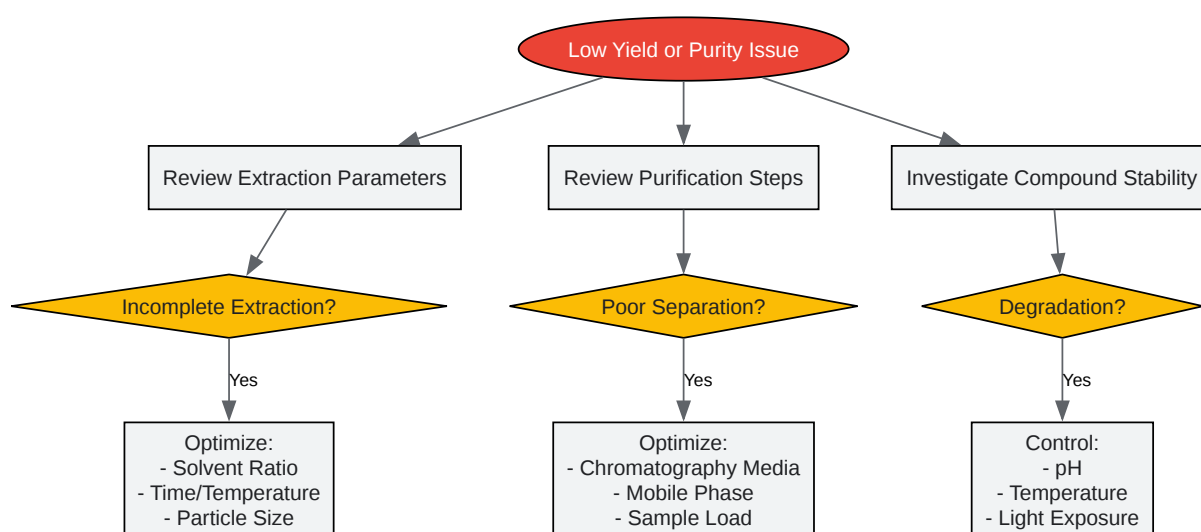 Low Yield or Purity Issue
Review Extraction Parameters
Review Purification Steps
Investigate Compound Stability
Incomplete Extraction?
Poor Separation?
Degradation?
Yes
Yes
Yes
Optimize:
- Solvent Ratio
- Time/Temperature
- Particle Size
Optimize:
- Chromatography Media
- Mobile Phase
- Sample Load
Control:
- pH
- Temperature
- Light Exposure